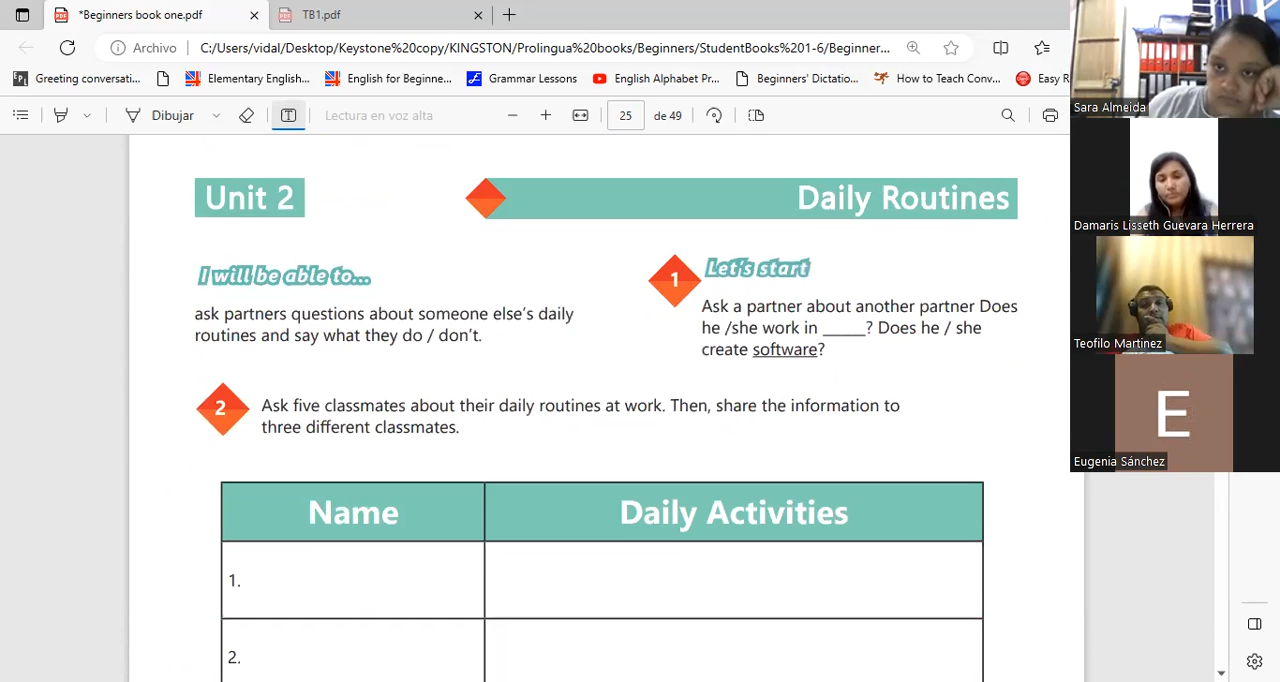 *Beginners book one.pdf
TB1.pdf
Archivo
C:/Users/vidal/Desktop/Keystone%20copy/KINGSTON/Prolingua%20books/Beginners/StudentBooks%201-6/Beginner...
Greeting conversati...
Elementary English...
English for Beginne...
Grammar Lessons
English Alphabet Pr...
Beginners' Dictatio...
How to Teach Conv...
Easy R
Dibujar
Lectura en voz alta
25
de 49
Unit 2
Daily Routines
I will be able to...
ask partners questions about someone else's daily
routines and say what they do / don't.
1
Let's start
Ask a partner about another partner Does
he /she work in _____? Does he / she
create software?
2
Ask five classmates about their daily routines at work. Then, share the information to
three different classmates.
Name
Daily Activities
1.
2.
Sara Almeida
Damaris Lisseth Guevara Herrera
Teofilo Martinez
E
Eugenia Sánchez